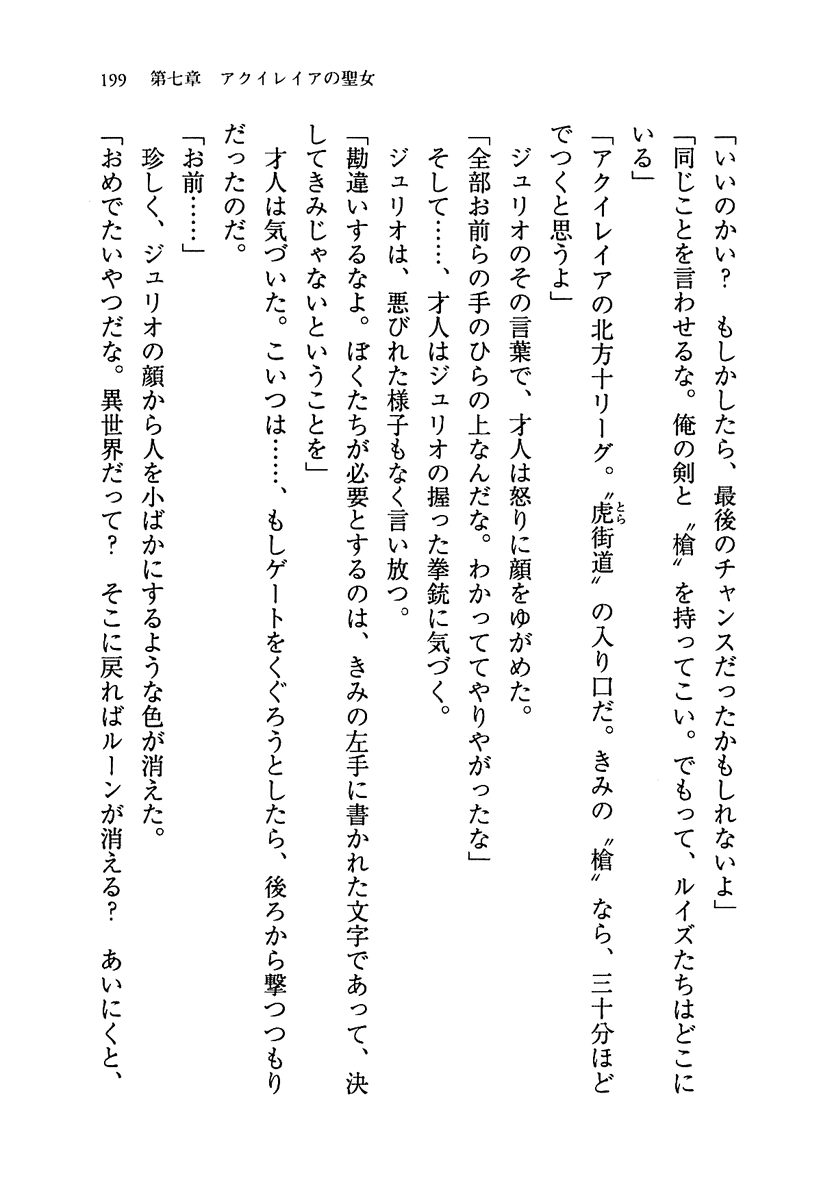 199　第七章　アクイレイアの聖女
「いいのかい？　もしかしたら、最後のチャンスだったかもしれないよ」
「同じことを言わせるな。俺の剣と〝槍〟を持ってこい。でもって、ルイズたちはどこに
いる」
「アクイレイアの北方十リーグ。〝虎街道〟の入り口だ。きみの〝槍〟なら、三十分ほど
でつくと思うよ」
　ジュリオのその言葉で、才人は怒りに顔をゆがめた。
「全部お前らの手のひらの上なんだな。わかっててやりやがったな」
　そして……、才人はジュリオの握った拳銃に気づく。
　ジュリオは、悪びれた様子もなく言い放つ。
「勘違いするなよ。ぼくたちが必要とするのは、きみの左手に書かれた文字であって、決
してきみじゃないということを」
　才人は気づいた。こいつは……、もしゲートをくぐろうとしたら、後ろから撃つつもり
だったのだ。
「お前……」
　珍しく、ジュリオの顔から人を小ばかにするような色が消えた。
「おめでたいやつだな。異世界だって？　そこに戻ればルーンが消える？　あいにくと、
とら